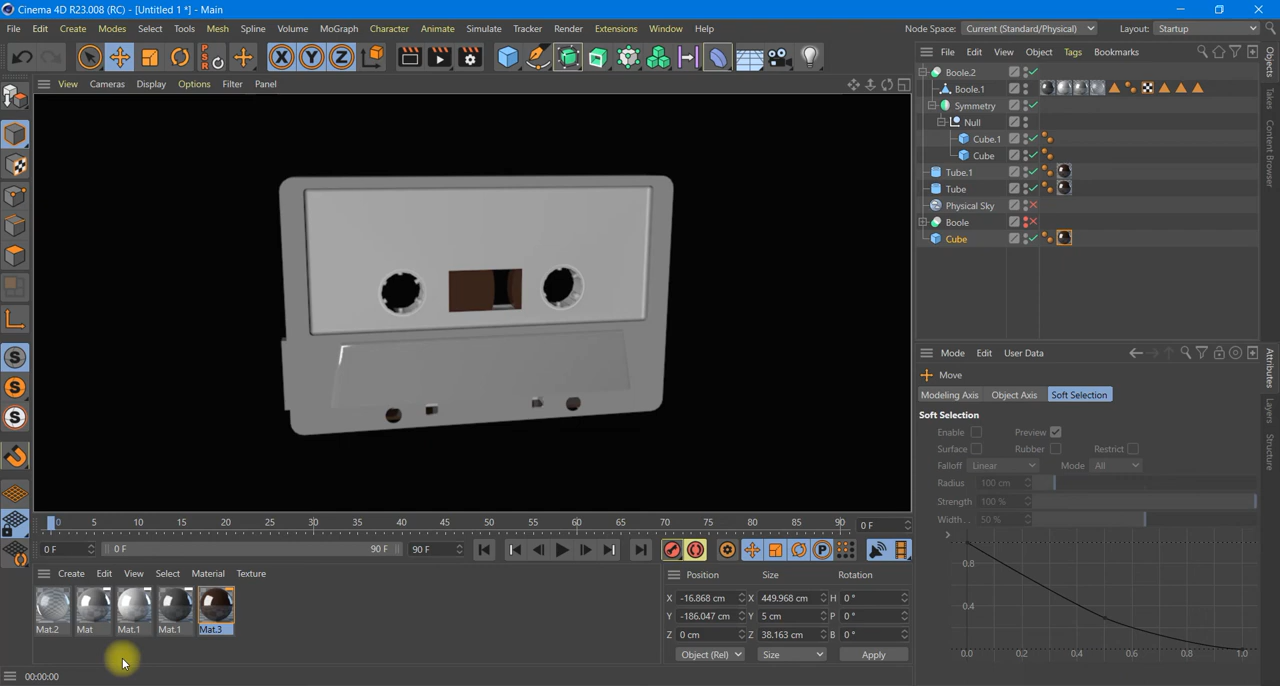 Cinema 4D R23.008 (RC) - [Untitled 1 *] - Main
File Edit Create Modes Select Tools Mesh Spline Volume MoGraph Character Animate Simulate Tracker Render Extensions Window Help Node Space: Current (Standard/Physical) Layout: Startup
PSR
X Y Z
File Edit View Object Tags Bookmarks
View Cameras Display Options Filter Panel
Boole.2
Boole.1
Symmetry
Null
Cube.1
Cube
Tube.1
Tube
Physical Sky
Boole
Cube
Objects
Takes
Content Browser
Mode Edit User Data
Move
Modeling Axis Object Axis Soft Selection
Soft Selection
Enable Preview
Surface Rubber Restrict
Falloff Linear Mode All
Radius 100 cm
Strength 100 %
Width... 50 %
0.8
0.4
0.0 0.2 0.4 0.6 0.8 1.0
Attributes
Layers
Structure
0 5 10 15 20 25 30 35 40 45 50 55 60 65 70 75 80 85 90 0 F
0 F 0 F 90 F 90 F
Create Edit View Select Material Texture
Mat.2 Mat Mat.1 Mat.1 Mat.3
Position Size Rotation
X -16.868 cm X 449.968 cm H 0 °
Y -186.047 cm Y 5 cm P 0 °
Z 0 cm Z 38.163 cm B 0 °
Object (Rel) Size Apply
00:00:00